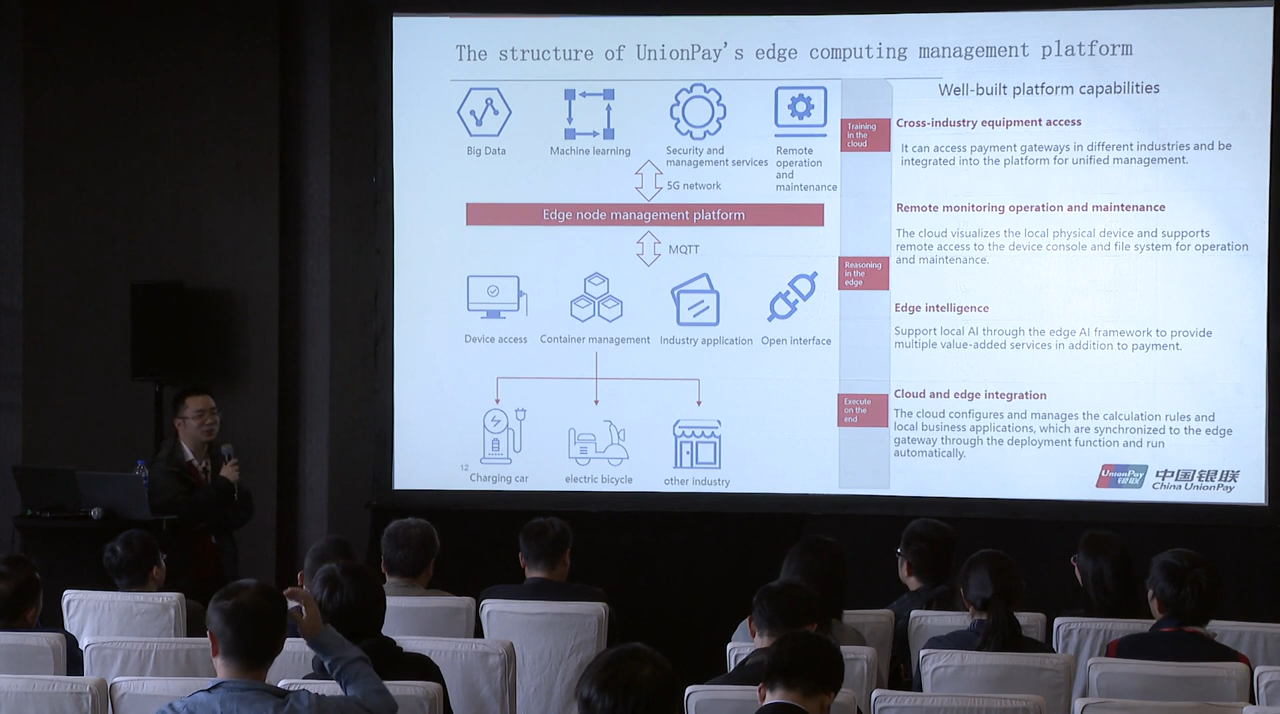 The structure of UnionPay's edge computing management platform
Big Data
Machine learning
Security and
management services
Remote
operation
and
maintenance
5G network
Edge node management platform
MQTT
Device access
Container management
Industry application
Open interface
Charging car
electric bicycle
other industry
12
Training
in the
cloud
Reasoning
in the
edge
Execute
on the
end
Well-built platform capabilities
Cross-industry equipment access
It can access payment gateways in different industries and be
integrated into the platform for unified management.
Remote monitoring operation and maintenance
The cloud visualizes the local physical device and supports
remote access to the device console and file system for operation
and maintenance.
Edge intelligence
Support local AI through the edge AI framework to provide
multiple value-added services in addition to payment.
Cloud and edge integration
The cloud configures and manages the calculation rules and
local business applications, which are synchronized to the edge
gateway through the deployment function and run
automatically.
UnionPay
银联
中国银联
China UnionPay